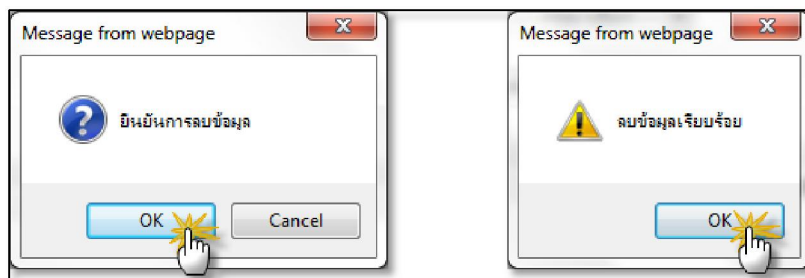 Message from webpage
ยืนยันการลบข้อมูล
OK
Cancel
Message from webpage
ลบข้อมูลเรียบร้อย
OK